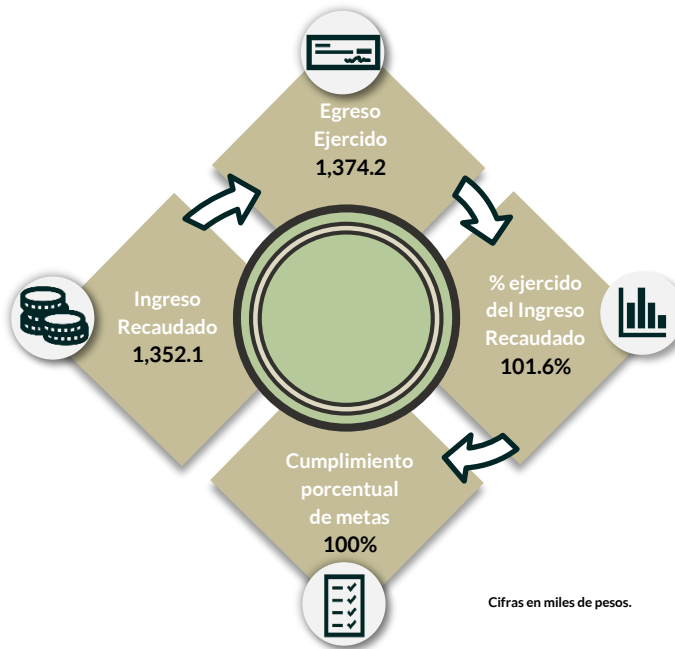 Egreso
Ejercido
1,374.2
Ingreso
Recaudado
1,352.1
% ejercido
del Ingreso
Recaudado
101.6%
Cumplimiento
porcentual
de metas
100%
Cifras en miles de pesos.